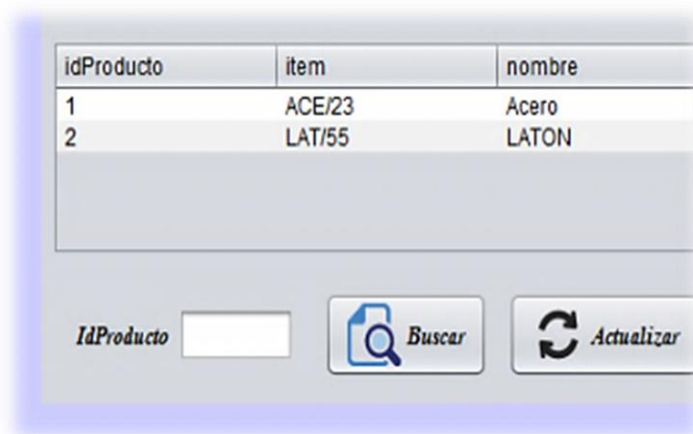 idProducto item nombre
1 ACE/23 Acero
2 LAT/55 LATON
IdProducto Buscar Actualizar